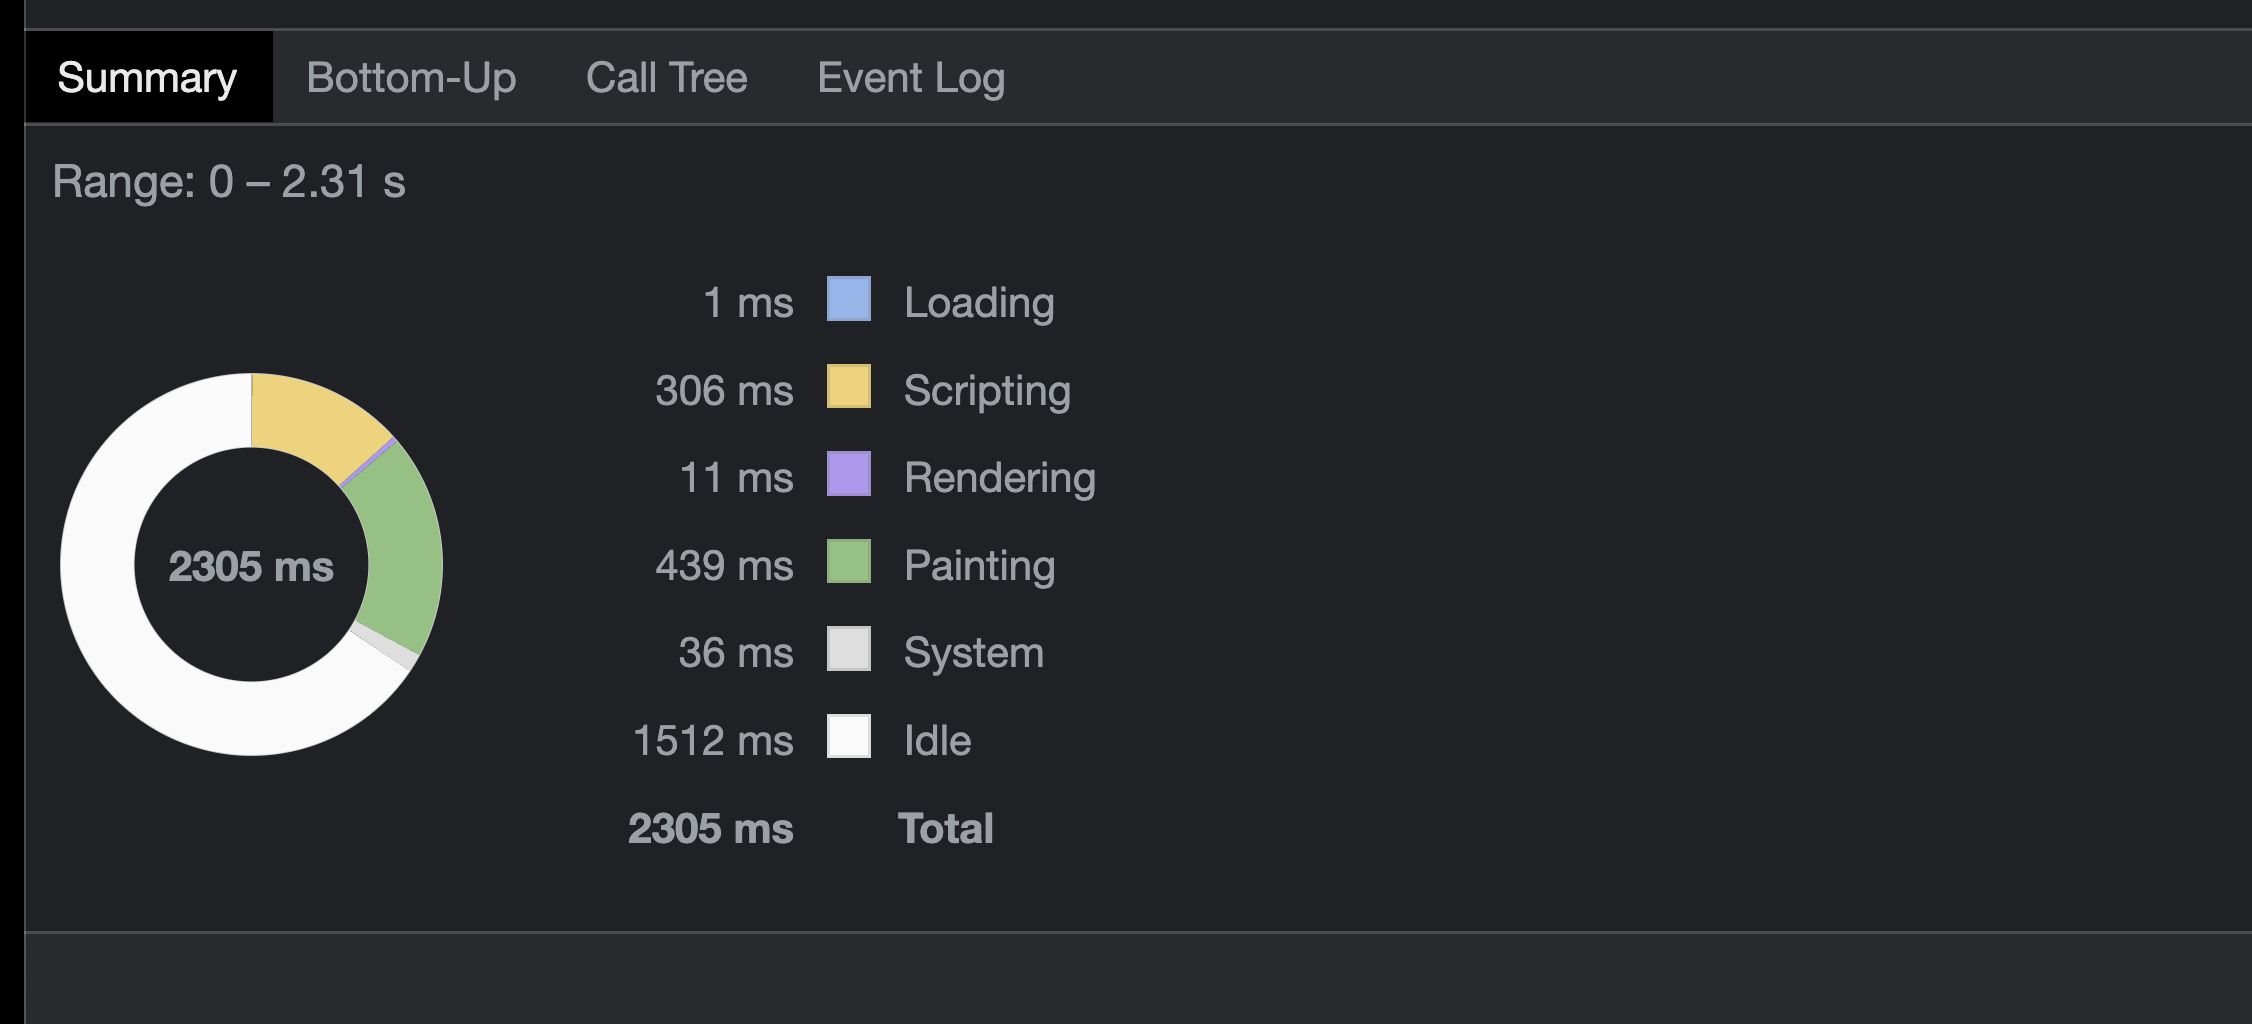 Summary Bottom-Up Call Tree Event Log
Range: 0 – 2.31 s
1 ms Loading
306 ms Scripting
11 ms Rendering
439 ms Painting
36 ms System
1512 ms Idle
2305 ms Total
2305 ms